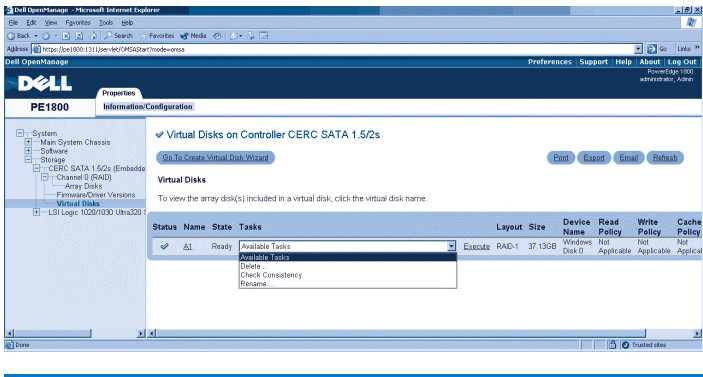 Dell OpenManage - Microsoft Internet Explorer
File Edit View Favorites Tools Help
Back Search Favorites Media
Address https://pe1800:1311/servlet/OMSAStart?mode=omsa Go Links »
Dell OpenManage Preferences | Support | Help | About | Log Out
DELL
PowerEdge 1800
administrator, Admin
Properties
PE1800
Information/Configuration
System
Main System Chassis
Software
Storage
CERC SATA 1.5/2s (Embedde
Channel 0 (RAID)
Array Disks
Firmware/Driver Versions
Virtual Disks
LSI Logic 1020/1030 Ultra320 S
Virtual Disks on Controller CERC SATA 1.5/2s
Go To Create Virtual Disk Wizard
Print Export Email Refresh
Virtual Disks
To view the array disk(s) included in a virtual disk, click the virtual disk name.
Status Name State Tasks Layout Size Device Name Read Policy Write Policy Cache Policy
A1 Ready Available Tasks Execute RAID-1 37.13GB Windows Disk 0 Not Applicable Not Applicable Not Applical
Available Tasks
Delete ...
Check Consistency
Rename ...
Done
Trusted sites